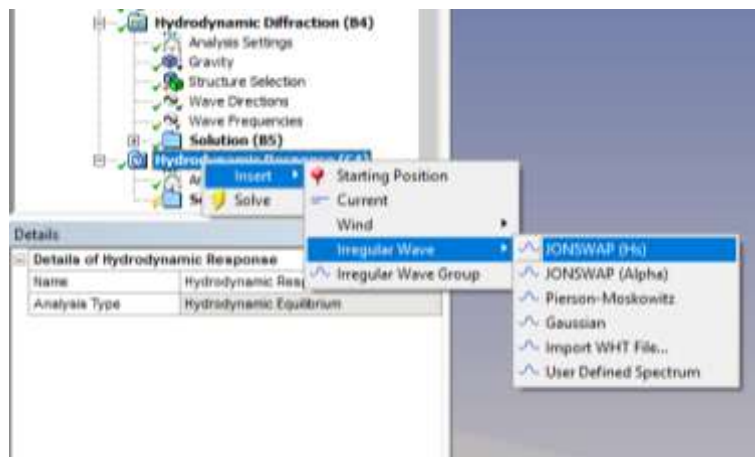 Hydrodynamic Diffraction (B4)
Analysis Settings
Gravity
Structure Selection
Wave Directions
Wave Frequencies
Solution (B5)
Insert
Solve
Starting Position
Current
Wind
Irregular Wave
Irregular Wave Group
JONSWAP (Hs)
JONSWAP (Alpha)
Pierson-Moskowitz
Gaussian
Import WHT File...
User Defined Spectrum
Details
Details of Hydrodynamic Response
Name
Analysis Type Hydrodynamic Equilibrium